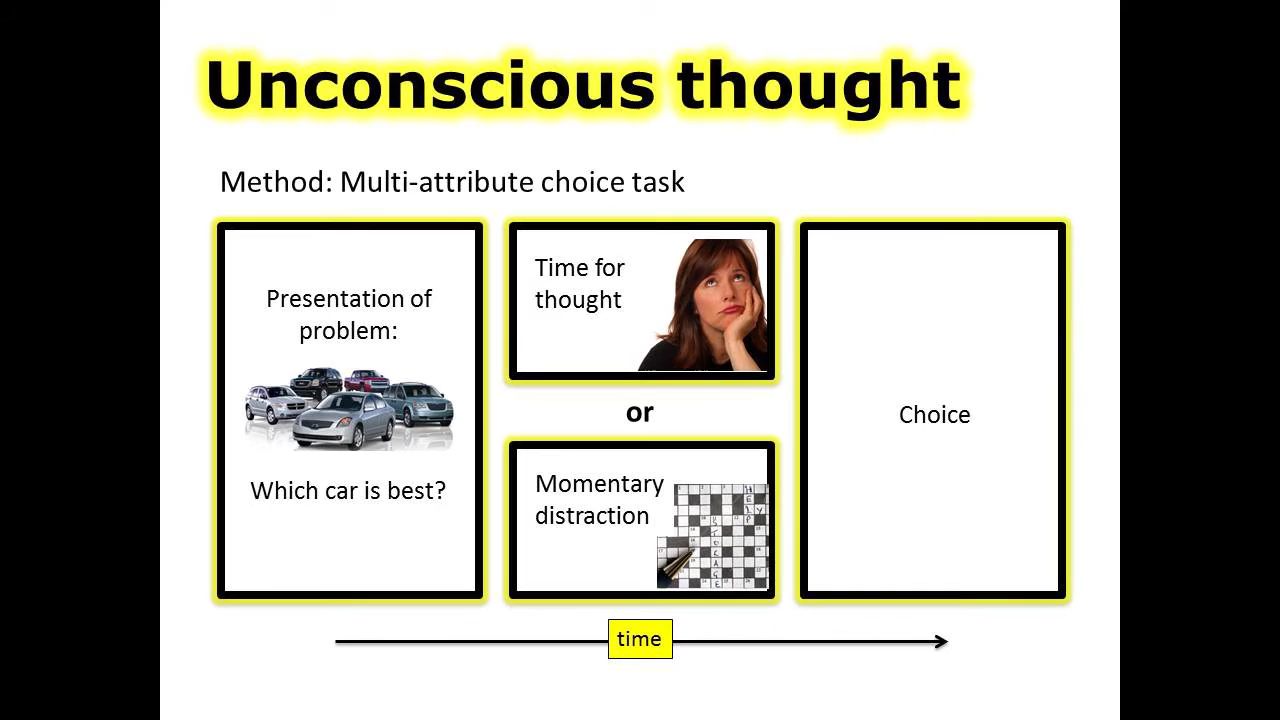 Unconscious thought
Method: Multi-attribute choice task
Presentation of
problem:
Which car is best?
Time for
thought
or
Momentary
distraction
Choice
time